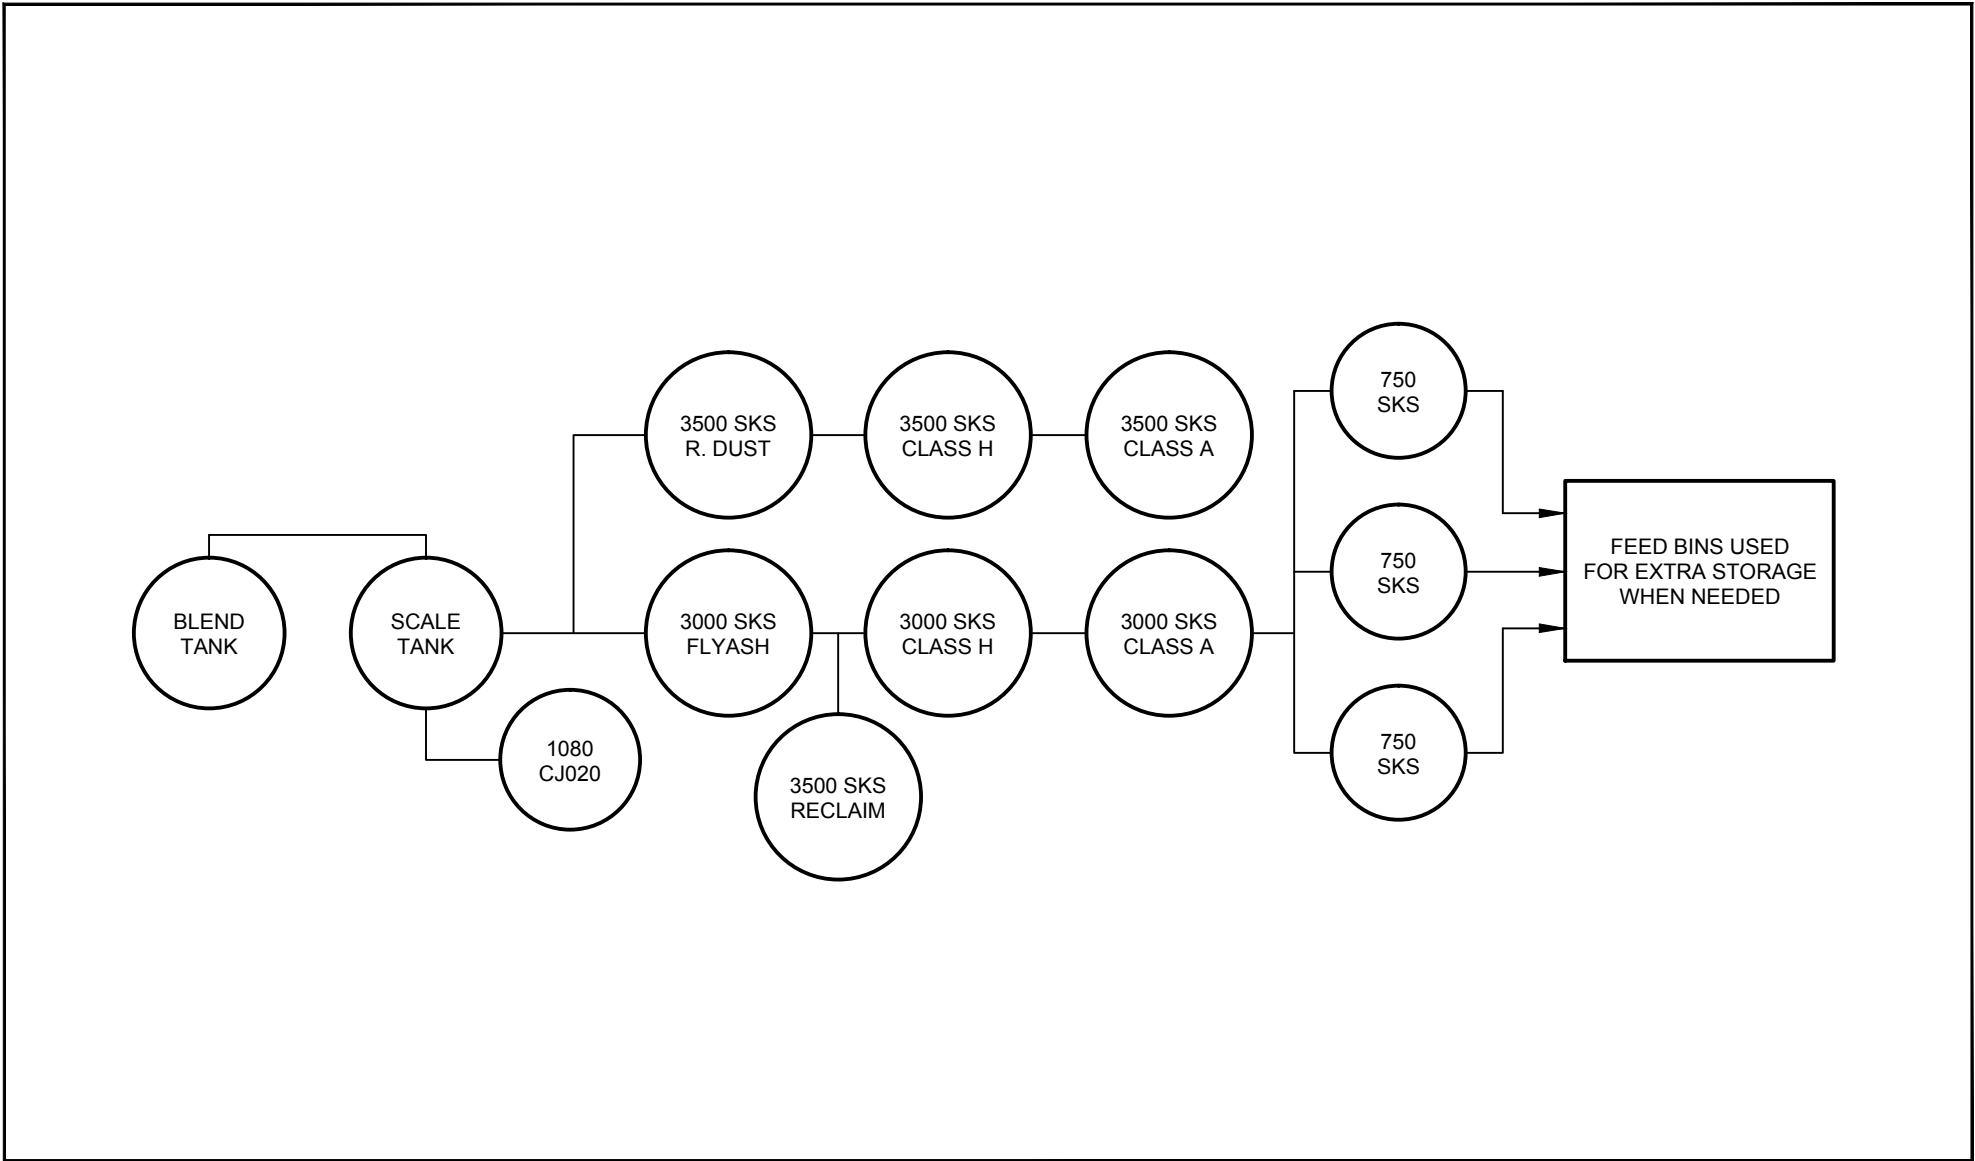 3500 SKS
R. DUST
3500 SKS
CLASS H
3500 SKS
CLASS A
750
SKS
BLEND
TANK
SCALE
TANK
3000 SKS
FLYASH
3000 SKS
CLASS H
3000 SKS
CLASS A
750
SKS
FEED BINS USED
FOR EXTRA STORAGE
WHEN NEEDED
1080
CJ020
3500 SKS
RECLAIM
750
SKS